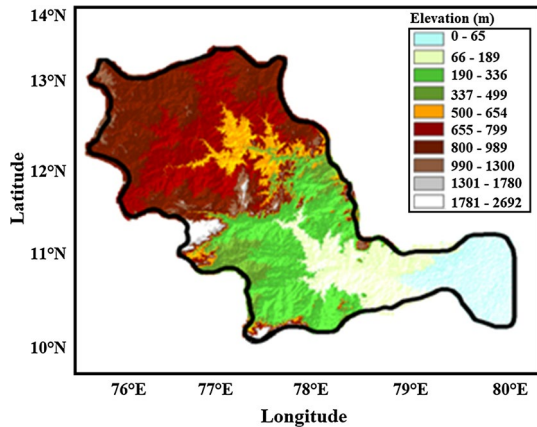 14°N
13°N
12°N
11°N
10°N
Latitude
Elevation (m)
0 - 65
66 - 189
190 - 336
337 - 499
500 - 654
655 - 799
800 - 989
990 - 1300
1301 - 1780
1781 - 2692
76°E 77°E 78°E 79°E 80°E
Longitude